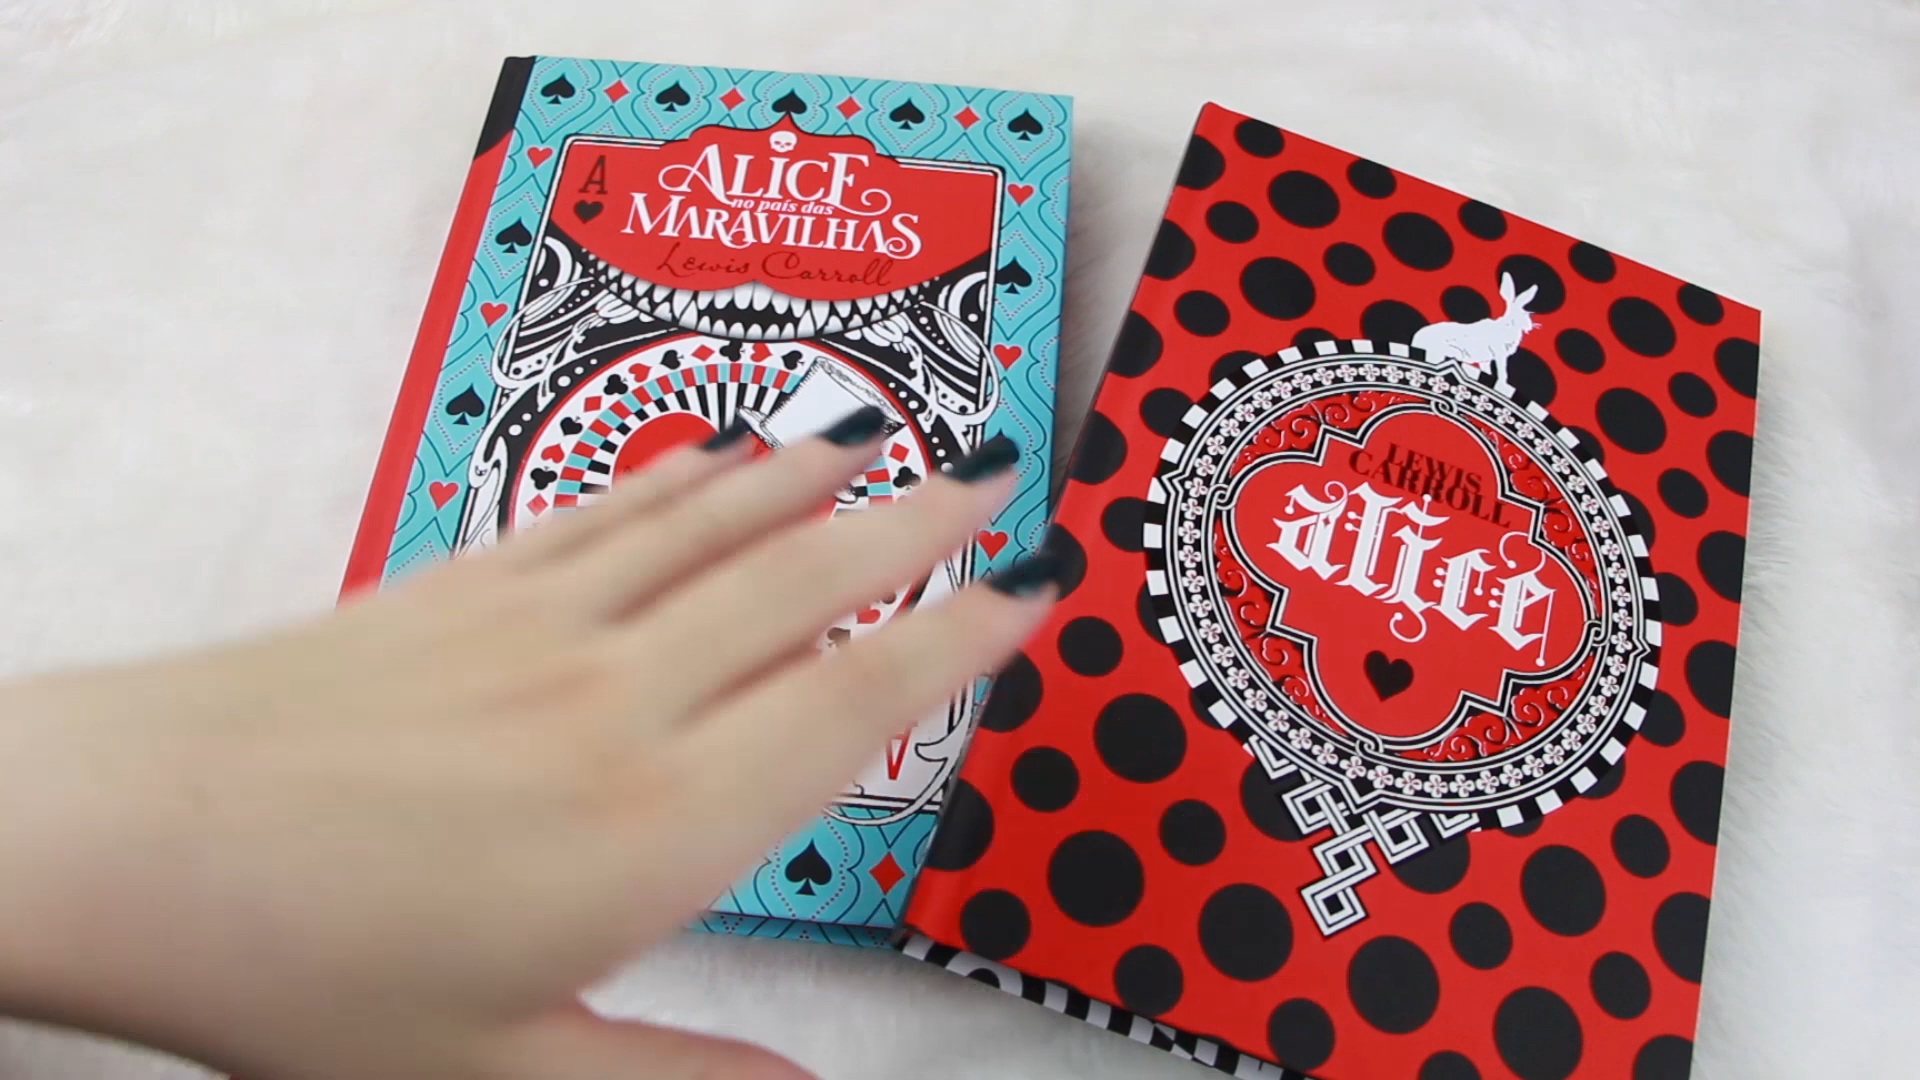 A
ALICE
no país das
MARAVILHAS
Lewis Carroll
A
LEWIS
CARROLL
alice